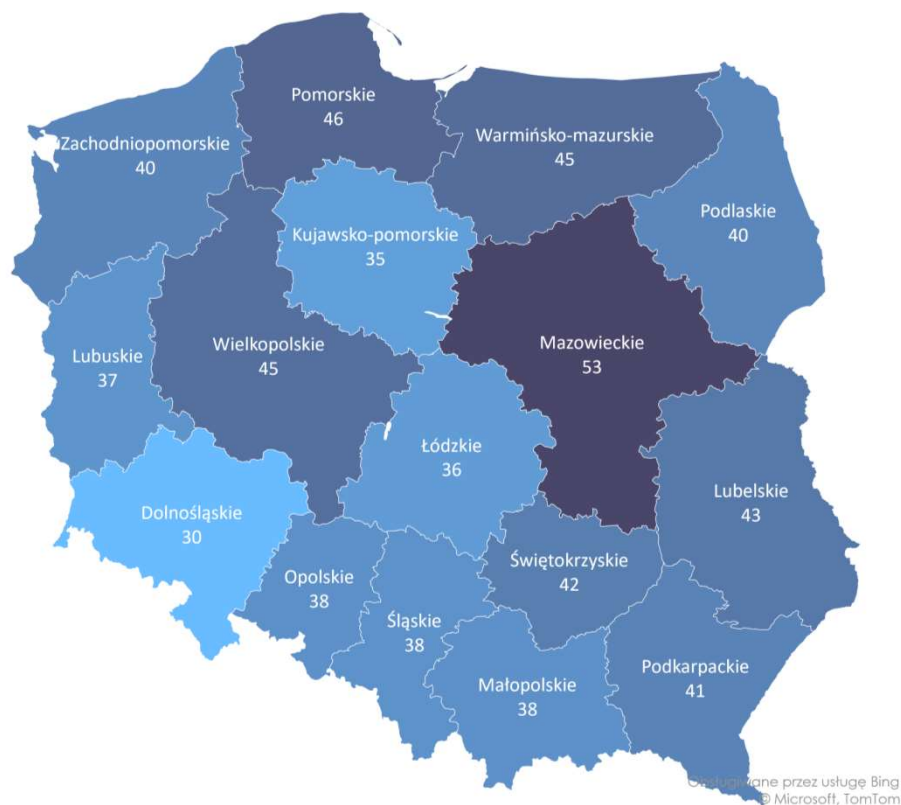 Pomorskie
46
Warmińsko-mazurskie
45
Zachodniopomorskie
40
Podlaskie
40
Kujawsko-pomorskie
35
Wielkopolskie
45
Mazowieckie
53
Lubuskie
37
Łódzkie
36
Lubelskie
43
Dolnośląskie
30
Świętokrzyskie
42
Opolskie
38
Śląskie
38
Podkarpackie
41
Małopolskie
38
Obsługiwane przez usługę Bing
© Microsoft, TomTom